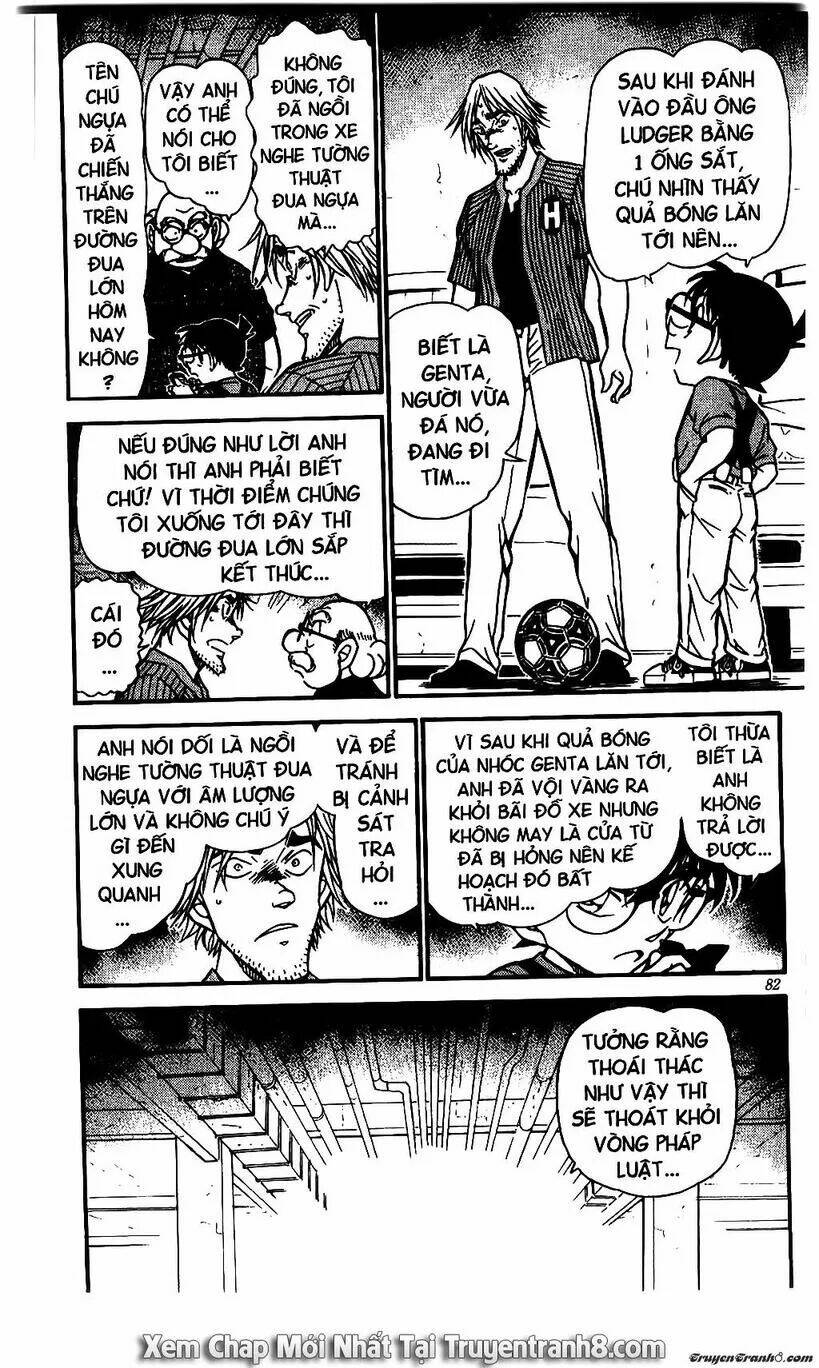 SAU KHI ĐÁNH
VÀO ĐẦU ÔNG
LUDGER BẰNG
1 ỐNG SẮT,
CHÚ NHÌN THẤY
QUẢ BÓNG LĂN
TỚI NÊN...
H
BIẾT LÀ
GENTA,
NGƯỜI VỪA
ĐÁ NÓ,
ĐANG ĐI
TÌM...
KHÔNG
ĐÚNG, TÔI
ĐÃ NGỒI
TRONG XE
NGHE TƯỜNG
THUẬT
ĐUA NGỰA
MÀ...
VẬY ANH
CÓ THỂ
NÓI CHO
TÔI BIẾT
...
TÊN
CHÚ
NGỰA
ĐÃ
CHIẾN
THẮNG
TRÊN
ĐƯỜNG
ĐUA
LỚN
HÔM
NAY
KHÔNG
?
NẾU ĐÚNG NHƯ LỜI ANH
NÓI THÌ ANH PHẢI BIẾT
CHỨ! VÌ THỜI ĐIỂM CHÚNG
TÔI XUỐNG TỚI ĐÂY THÌ
ĐƯỜNG ĐUA LỚN SẮP
KẾT THÚC...
CÁI
ĐÓ
...
TÔI THỪA
BIẾT LÀ
ANH
KHÔNG
TRẢ LỜI
ĐƯỢC...
VÌ SAU KHI QUẢ BÓNG
CỦA NHÓC GENTA LĂN TỚI,
ANH ĐÃ VỘI VÀNG RA
KHỎI BÃI ĐỖ XE NHƯNG
KHÔNG MAY LÀ CỬA TỪ
ĐÃ BỊ HỎNG NÊN KẾ
HOẠCH ĐÓ BẤT
THÀNH...
VÀ ĐỂ
TRÁNH
BỊ CẢNH
SÁT
TRA
HỎI
...
ANH NÓI DỐI LÀ NGỒI
NGHE TƯỜNG THUẬT ĐUA
NGỰA VỚI ÂM LƯỢNG
LỚN VÀ KHÔNG CHÚ Ý
GÌ ĐẾN
XUNG
QUANH
...
82
TƯỞNG RẰNG
THOÁI THÁC
NHƯ VẬY THÌ
SẼ THOÁT KHỎI
VÒNG PHÁP
LUẬT...
Xem Chap Mới Nhất Tại Truyentranh8.com
TruyenTranh8.com